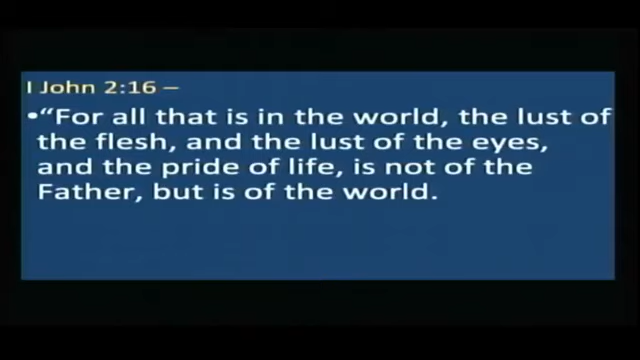 I John 2:16 –
•“For all that is in the world, the lust of
the flesh, and the lust of the eyes,
and the pride of life, is not of the
Father, but is of the world.